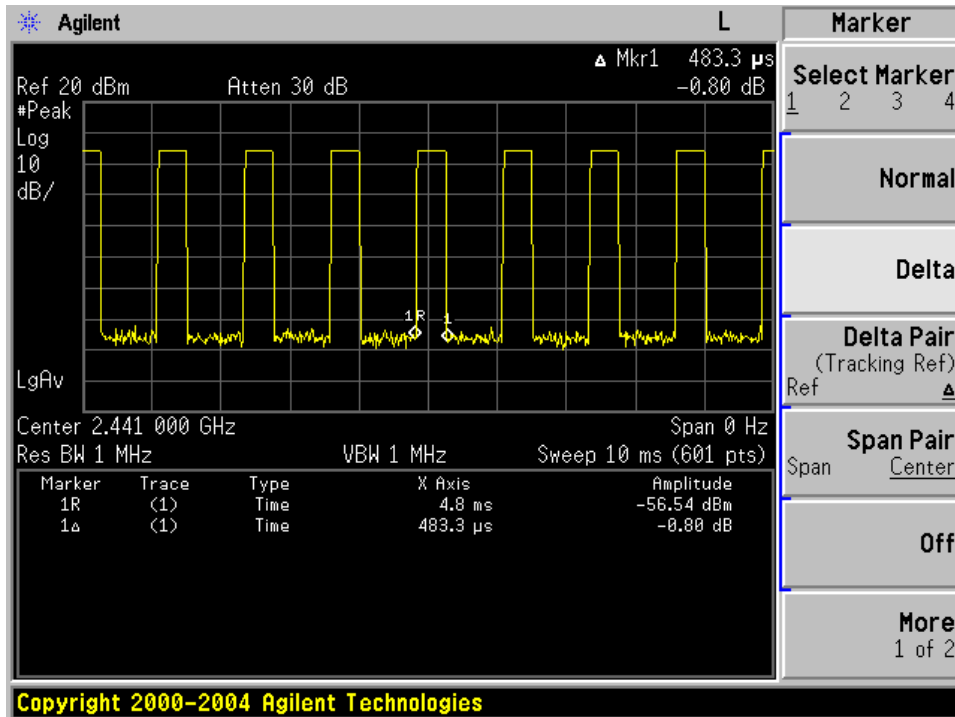 Agilent L
Marker
Δ Mkr1 483.3 µs
Ref 20 dBm Atten 30 dB -0.80 dB
#Peak
Log
10
dB/
1R 1
LgAv
Center 2.441 000 GHz Span 0 Hz
Res BW 1 MHz VBW 1 MHz Sweep 10 ms (601 pts)
Marker Trace Type X Axis Amplitude
1R (1) Time 4.8 ms -56.54 dBm
1Δ (1) Time 483.3 µs -0.80 dB
Select Marker
1 2 3 4
Normal
Delta
Delta Pair
(Tracking Ref)
Ref Δ
Span Pair
Span Center
Off
More
1 of 2
Copyright 2000-2004 Agilent Technologies